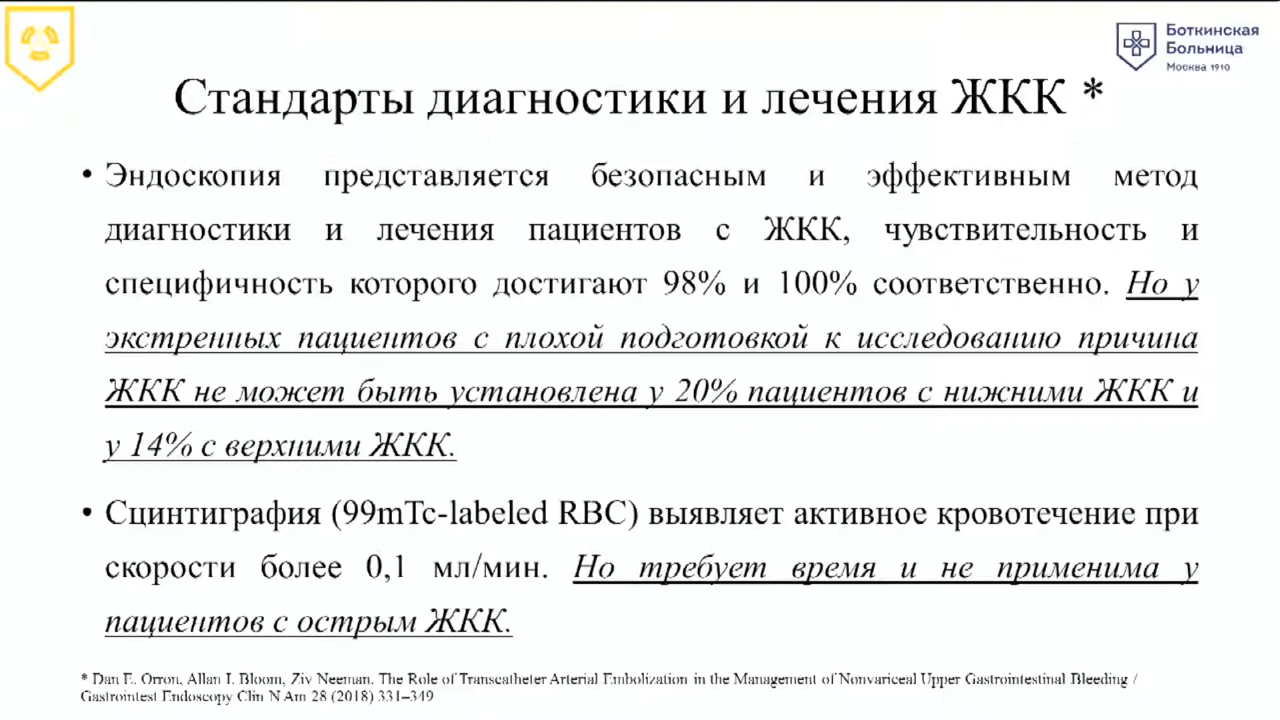 Боткинская
Больница
Москва 1910
Стандарты диагностики и лечения ЖКК *
• Эндоскопия представляется безопасным и эффективным метод
диагностики и лечения пациентов с ЖКК, чувствительность и
специфичность которого достигают 98% и 100% соответственно. Но у
экстренных пациентов с плохой подготовкой к исследованию причина
ЖКК не может быть установлена у 20% пациентов с нижними ЖКК и
у 14% с верхними ЖКК.
• Сцинтиграфия (99mTc-labeled RBC) выявляет активное кровотечение при
скорости более 0,1 мл/мин. Но требует время и не применима у
пациентов с острым ЖКК.
* Dan E. Orron, Allan I. Bloom, Ziv Neeman. The Role of Transcatheter Arterial Embolization in the Management of Nonvariceal Upper Gastrointestinal Bleeding /
Gastrointest Endoscopy Clin N Am 28 (2018) 331–349